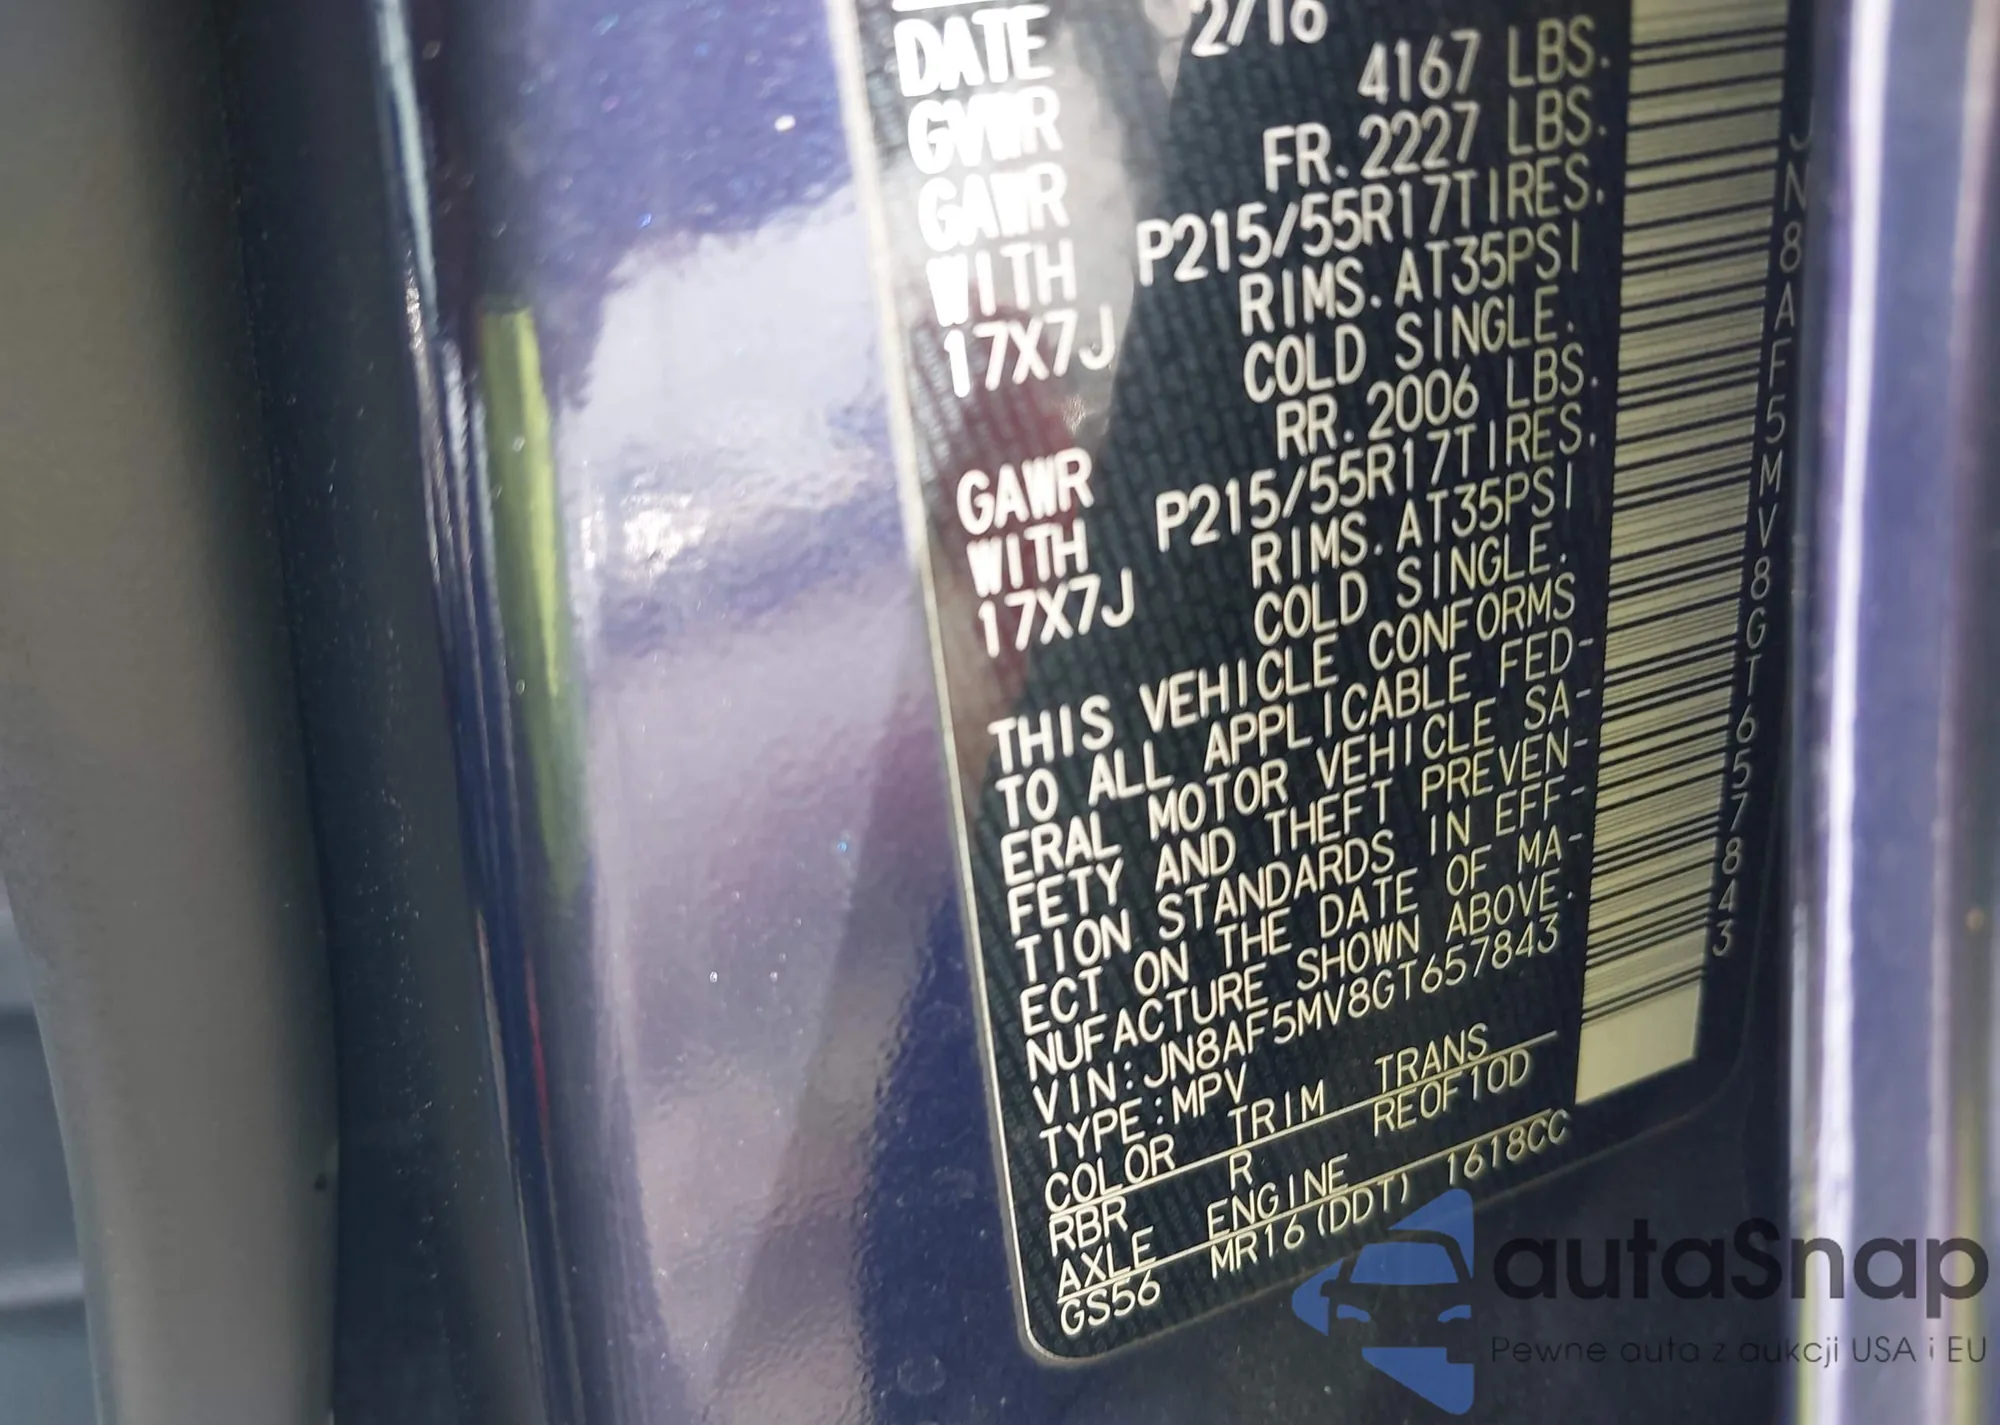 DATE 2/16
GVWR 4167 LBS.
GAWR FR. 2227 LBS.
WITH P215/55R17TIRES.
17X7J RIMS. AT35PSI
COLD SINGLE.
GAWR RR. 2006 LBS.
WITH P215/55R17TIRES.
17X7J RIMS. AT35PSI
COLD SINGLE.
THIS VEHICLE CONFORMS
TO ALL APPLICABLE FED-
ERAL MOTOR VEHICLE SA-
FETY AND THEFT PREVEN-
TION STANDARDS IN EFF-
ECT ON THE DATE OF MA-
NUFACTURE SHOWN ABOVE.
VIN:JN8AF5MV8GT657843
TYPE:MPV
COLOR TRIM TRANS
RBR R RE0F10D
AXLE ENGINE
GS56 MR16(DDT) 1618CC
JN8AF5MV8GT657843
autaSnap
Pewne auta z aukcji USA i EU